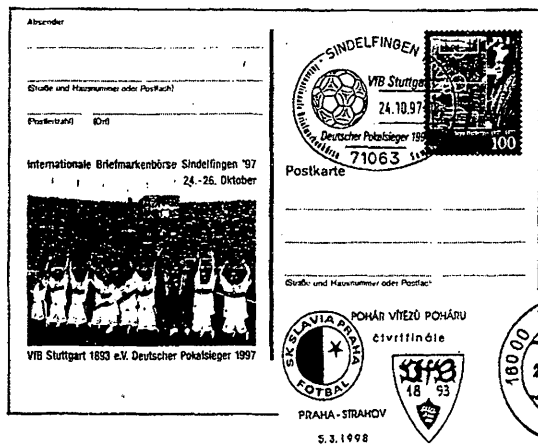 Absender
(Straße und Hausnummer oder Postfach)
(Postleitzahl) (Ort)
Internationale Briefmarkenbörse Sindelfingen '97
24.-26. Oktober
VfB Stuttgart 1893 e.V. Deutscher Pokalsieger 1997
SINDELFINGEN
VfB Stuttgart
24.10.97
Deutscher Pokalsieger 199
71063
100
Postkarte
(Straße und Hausnummer oder Postfach
SK SLAVIA PRAHA
FOTBAL
POHÁR VÍTĚZŮ POHÁRU
čtvrtfinále
VfB
18 93
PRAHA - STRAHOV
5.3.1998
160 00